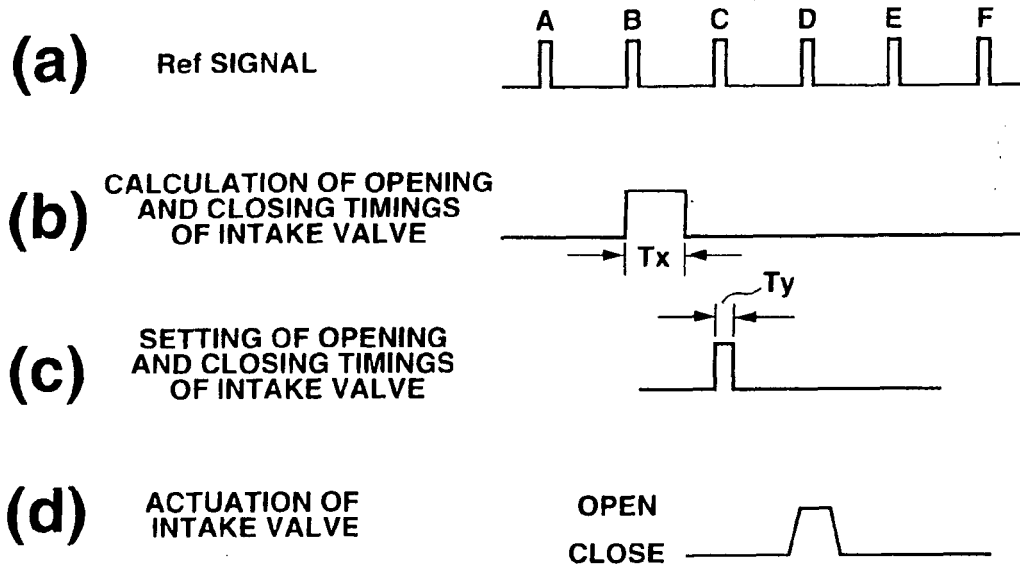 A B C D E F
(a) Ref SIGNAL
(b) CALCULATION OF OPENING
AND CLOSING TIMINGS
OF INTAKE VALVE
Tx
Ty
(c) SETTING OF OPENING
AND CLOSING TIMINGS
OF INTAKE VALVE
(d) ACTUATION OF
INTAKE VALVE
OPEN
CLOSE